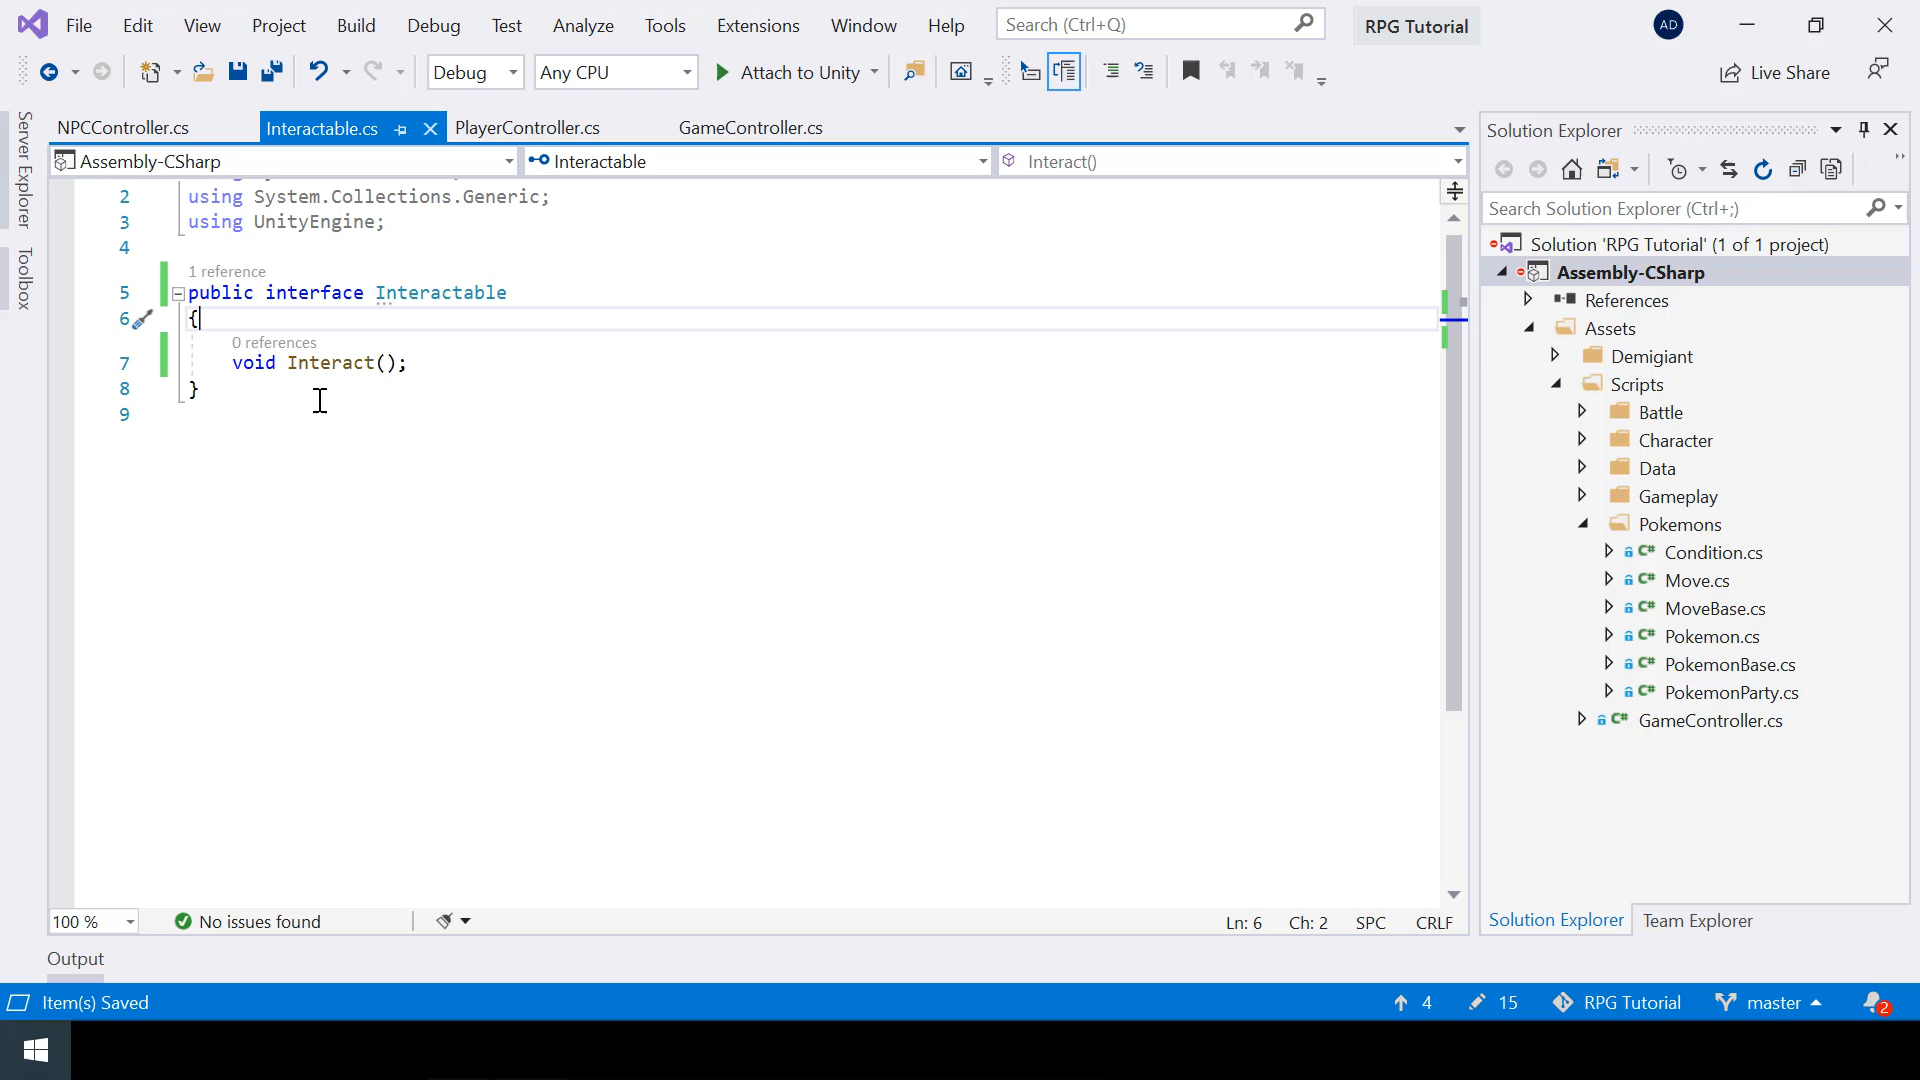 File Edit View Project Build Debug Test Analyze Tools Extensions Window Help Search (Ctrl+Q) RPG Tutorial AD
Debug Any CPU Attach to Unity Live Share
Server Explorer
Toolbox
NPCController.cs Interactable.cs PlayerController.cs GameController.cs
Assembly-CSharp Interactable Interact()
2 using System.Collections.Generic;
3 using UnityEngine;
4
1 reference
5 public interface Interactable
6 {
0 references
7 void Interact();
8 }
9
100 % No issues found Ln: 6 Ch: 2 SPC CRLF
Solution Explorer
Search Solution Explorer (Ctrl+;)
Solution 'RPG Tutorial' (1 of 1 project)
Assembly-CSharp
References
Assets
Demigiant
Scripts
Battle
Character
Data
Gameplay
Pokemons
C# Condition.cs
C# Move.cs
C# MoveBase.cs
C# Pokemon.cs
C# PokemonBase.cs
C# PokemonParty.cs
C# GameController.cs
Solution Explorer Team Explorer
Output
Item(s) Saved 4 15 RPG Tutorial master 2